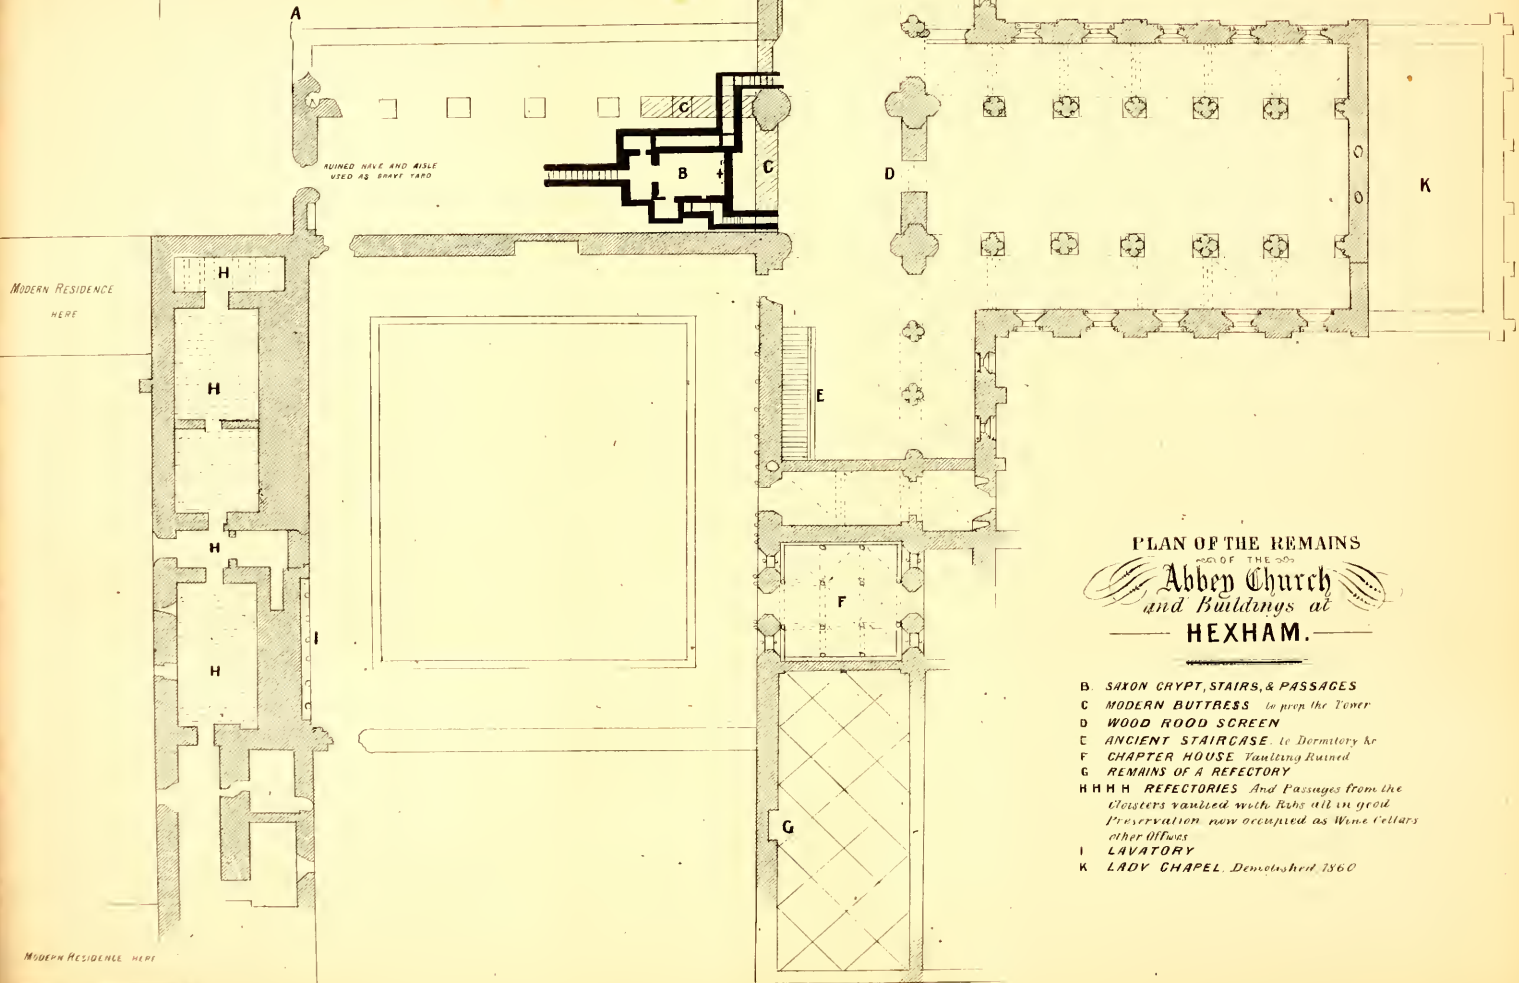 A
C
RUINED NAVE AND AISLE
USED AS GRAVE YARD
B
C
D
K
H
MODERN RESIDENCE
HERE
H
E
H
F
I
H
G
MODERN RESIDENCE HERE
PLAN OF THE REMAINS
OF THE
Abbey Church
and Buildings at
HEXHAM.
B. SAXON CRYPT, STAIRS, & PASSAGES
C MODERN BUTTRESS to prop the Tower
D WOOD ROOD SCREEN
E ANCIENT STAIRCASE. to Dormitory &c
F CHAPTER HOUSE Vaulting Ruined
G REMAINS OF A REFECTORY
H H H H REFECTORIES And Passages from the
Cloisters vaulted with Ribs all in good
Preservation now occupied as Wine Cellars
other Offices
I LAVATORY
K LADY CHAPEL. Demolished, 1860